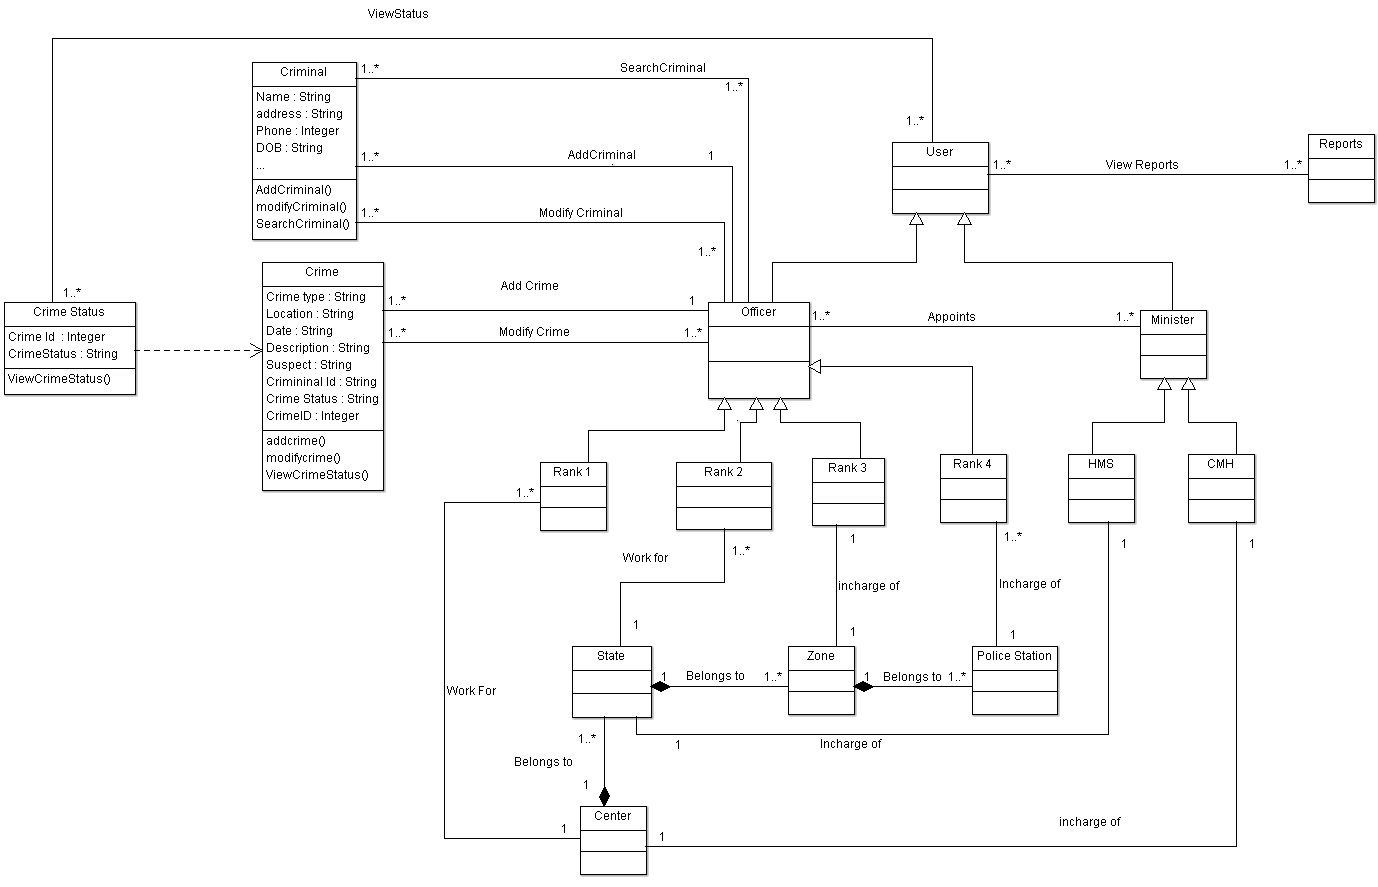 ViewStatus
Criminal
Name : String
address : String
Phone : Integer
DOB : String
...
AddCriminal()
modifyCriminal()
SearchCriminal()
1..*
SearchCriminal
1..*
1..*
AddCriminal
1
1..*
Modify Criminal
1..*
1..*
User
1..*
View Reports
1..*
Reports
1..*
Crime Status
Crime Id : Integer
CrimeStatus : String
ViewCrimeStatus()
Crime
Crime type : String
Location : String
Date : String
Description : String
Suspect : String
Crimininal Id : String
Crime Status : String
CrimeID : Integer
addcrime()
modifycrime()
ViewCrimeStatus()
1..*
Add Crime
1
1..*
Modify Crime
1..*
Officer
1..*
Appoints
1..*
Minister
Rank 1
Rank 2
Rank 3
Rank 4
HMS
CMH
1..*
1..*
1
1..*
1
1
Work for
incharge of
Incharge of
1
1
1
State
Zone
Police Station
1
Belongs to
1..*
1
Belongs to
1..*
Work For
1..*
1
Incharge of
Belongs to
1
Center
1
1
incharge of